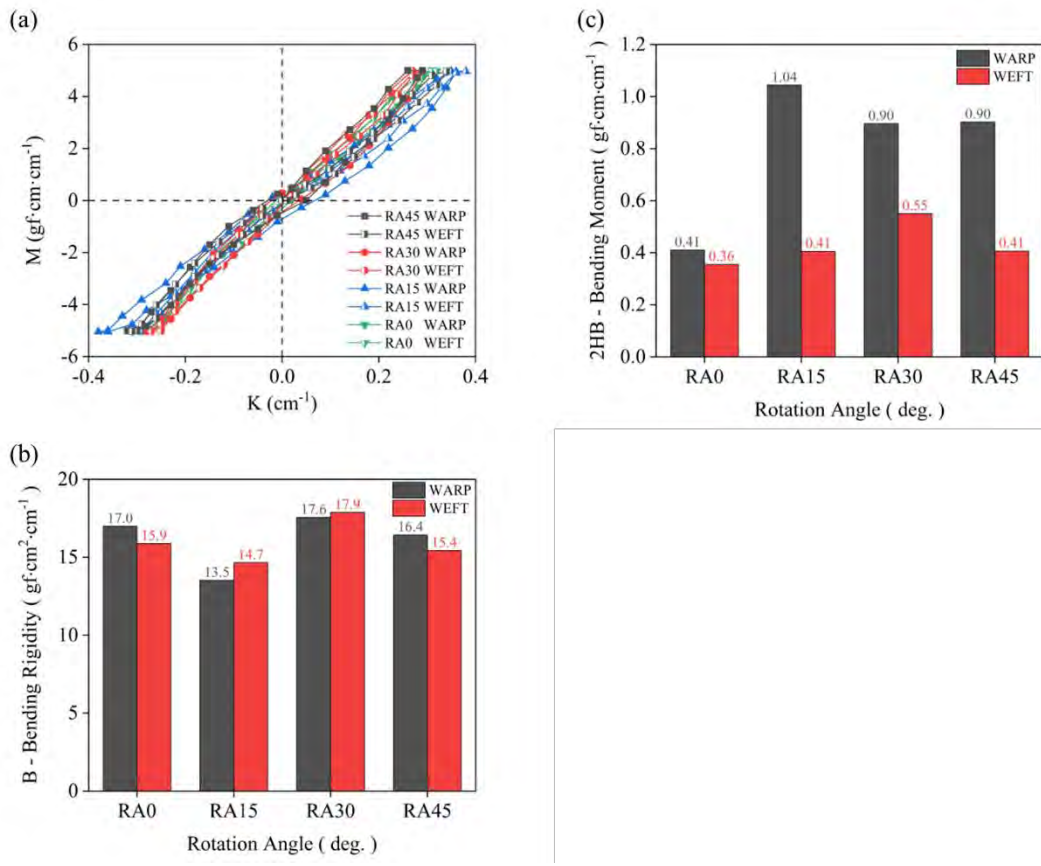 (a)
6
4
2
0
-2
-4
-6
M (gf·cm·cm⁻¹)
-0.4
-0.2
0.0
0.2
0.4
K (cm⁻¹)
RA45 WARP
RA45 WEFT
RA30 WARP
RA30 WEFT
RA15 WARP
RA15 WEFT
RA0 WARP
RA0 WEFT
(c)
1.2
1.0
0.8
0.6
0.4
0.2
0.0
2HB - Bending Moment ( gf·cm·cm⁻¹ )
WARP
WEFT
0.41
0.36
1.04
0.41
0.90
0.55
0.90
0.41
RA0
RA15
RA30
RA45
Rotation Angle ( deg. )
(b)
20
15
10
5
0
B - Bending Rigidity ( gf·cm²·cm⁻¹ )
WARP
WEFT
17.0
15.9
13.5
14.7
17.6
17.9
16.4
15.4
RA0
RA15
RA30
RA45
Rotation Angle ( deg. )